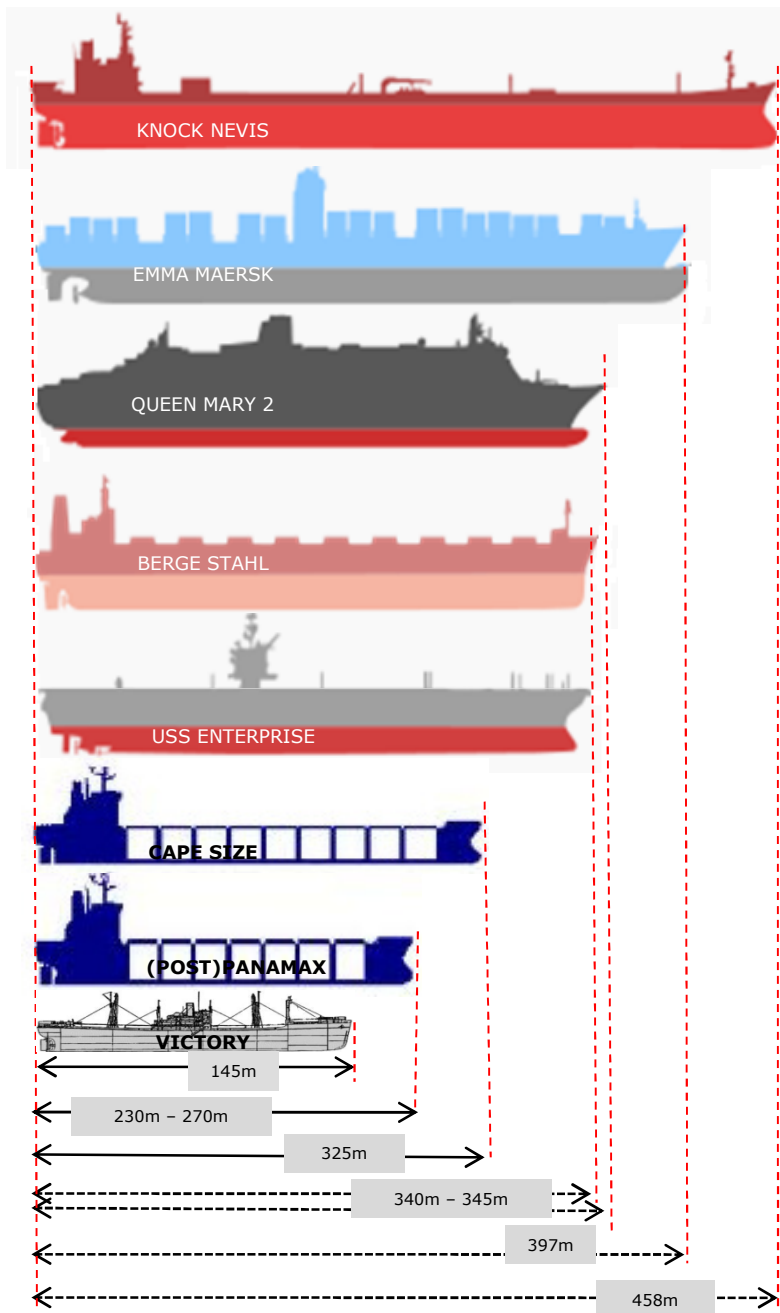 KNOCK NEVIS
EMMA MAERSK
QUEEN MARY 2
BERGE STAHL
USS ENTERPRISE
CAPE SIZE
(POST)PANAMAX
VICTORY
145m
230m – 270m
325m
340m – 345m
397m
458m